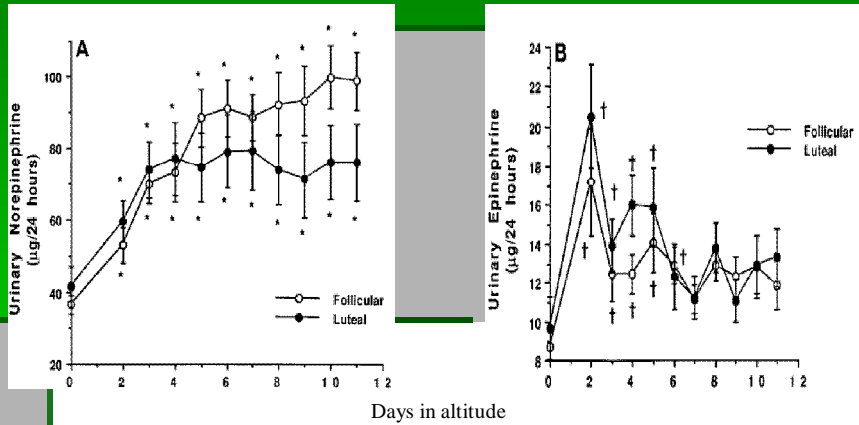 A
Urinary Norepinephrine
(µg/24 hours)
100
80
60
40
20
0
2
4
6
8
10
12
Follicular
Luteal
* * * * * * * * * *
* * * * * * * * * *
B
Urinary Epinephrine
(µg/24 hours)
24
22
20
18
16
14
12
10
8
0
2
4
6
8
10
12
Follicular
Luteal
† † † †
† † † † †
Days in altitude